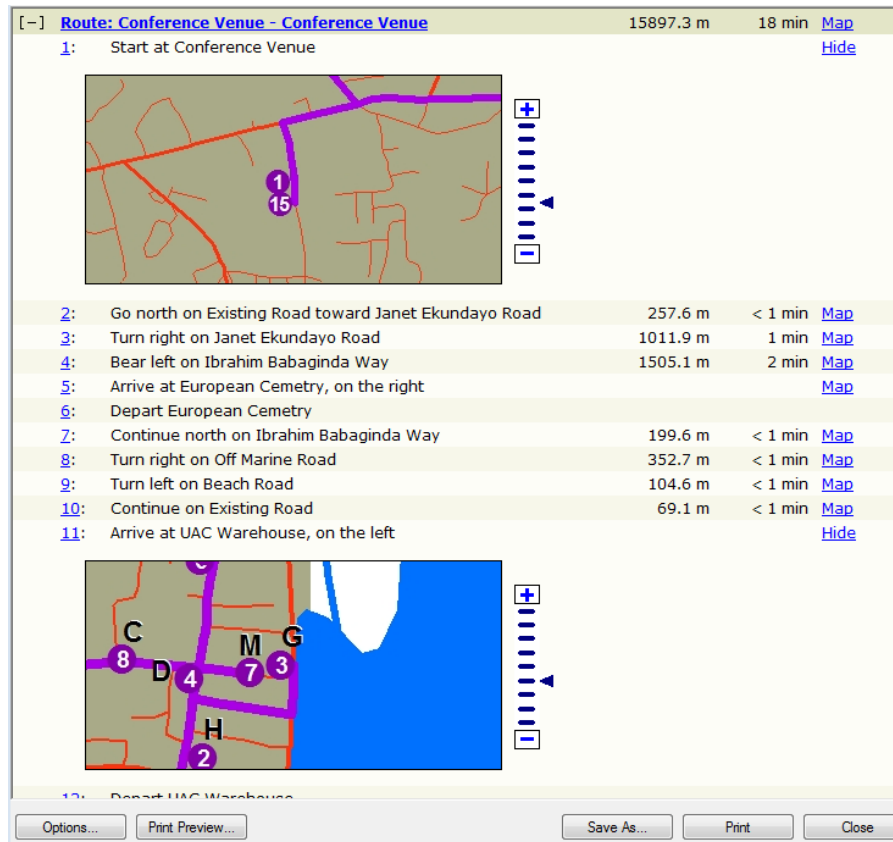 [-] Route: Conference Venue - Conference Venue 15897.3 m 18 min Map
1: Start at Conference Venue Hide
+
1
15
-
2: Go north on Existing Road toward Janet Ekundayo Road 257.6 m < 1 min Map
3: Turn right on Janet Ekundayo Road 1011.9 m 1 min Map
4: Bear left on Ibrahim Babaginda Way 1505.1 m 2 min Map
5: Arrive at European Cemetry, on the right Map
6: Depart European Cemetry
7: Continue north on Ibrahim Babaginda Way 199.6 m < 1 min Map
8: Turn right on Off Marine Road 352.7 m < 1 min Map
9: Turn left on Beach Road 104.6 m < 1 min Map
10: Continue on Existing Road 69.1 m < 1 min Map
11: Arrive at UAC Warehouse, on the left Hide
+
C M G
8 D 4 7 3
H
2
-
12: Depart UAC Warehouse
Options... Print Preview... Save As... Print Close